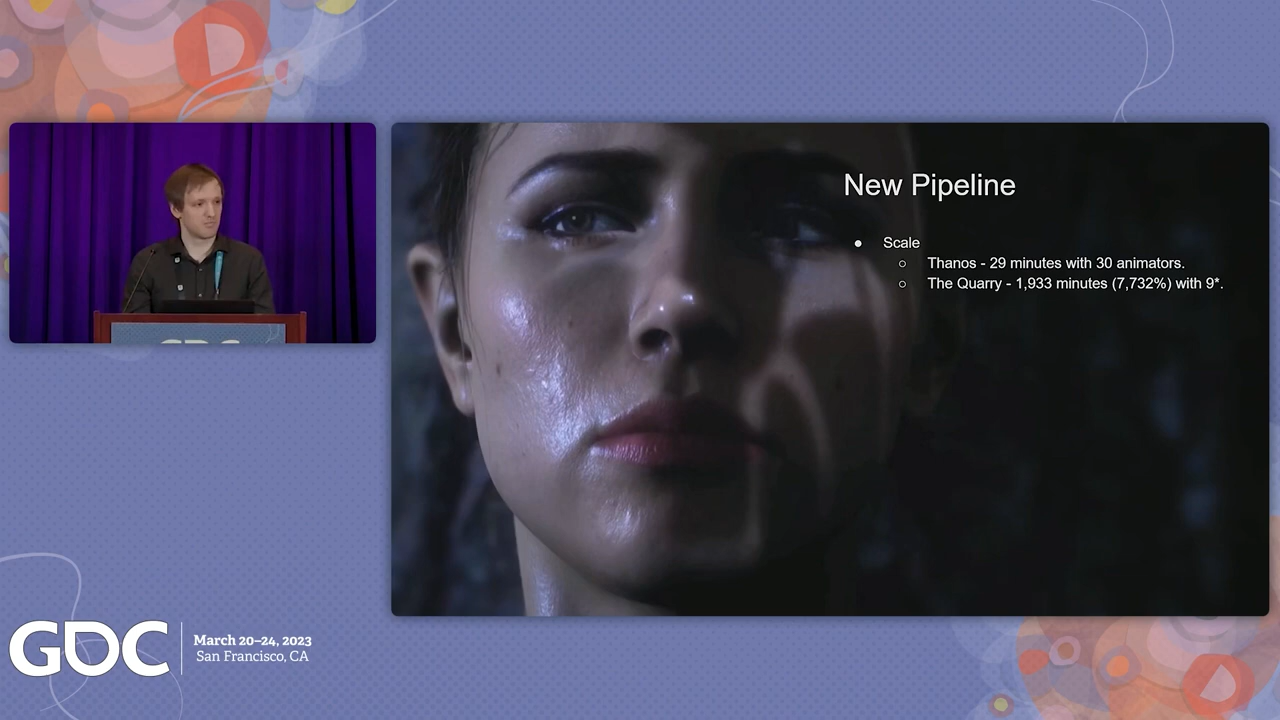 New Pipeline
● Scale
○ Thanos - 29 minutes with 30 animators.
○ The Quarry - 1,933 minutes (7,732%) with 9*.
GDC
GDC
March 20–24, 2023
San Francisco, CA